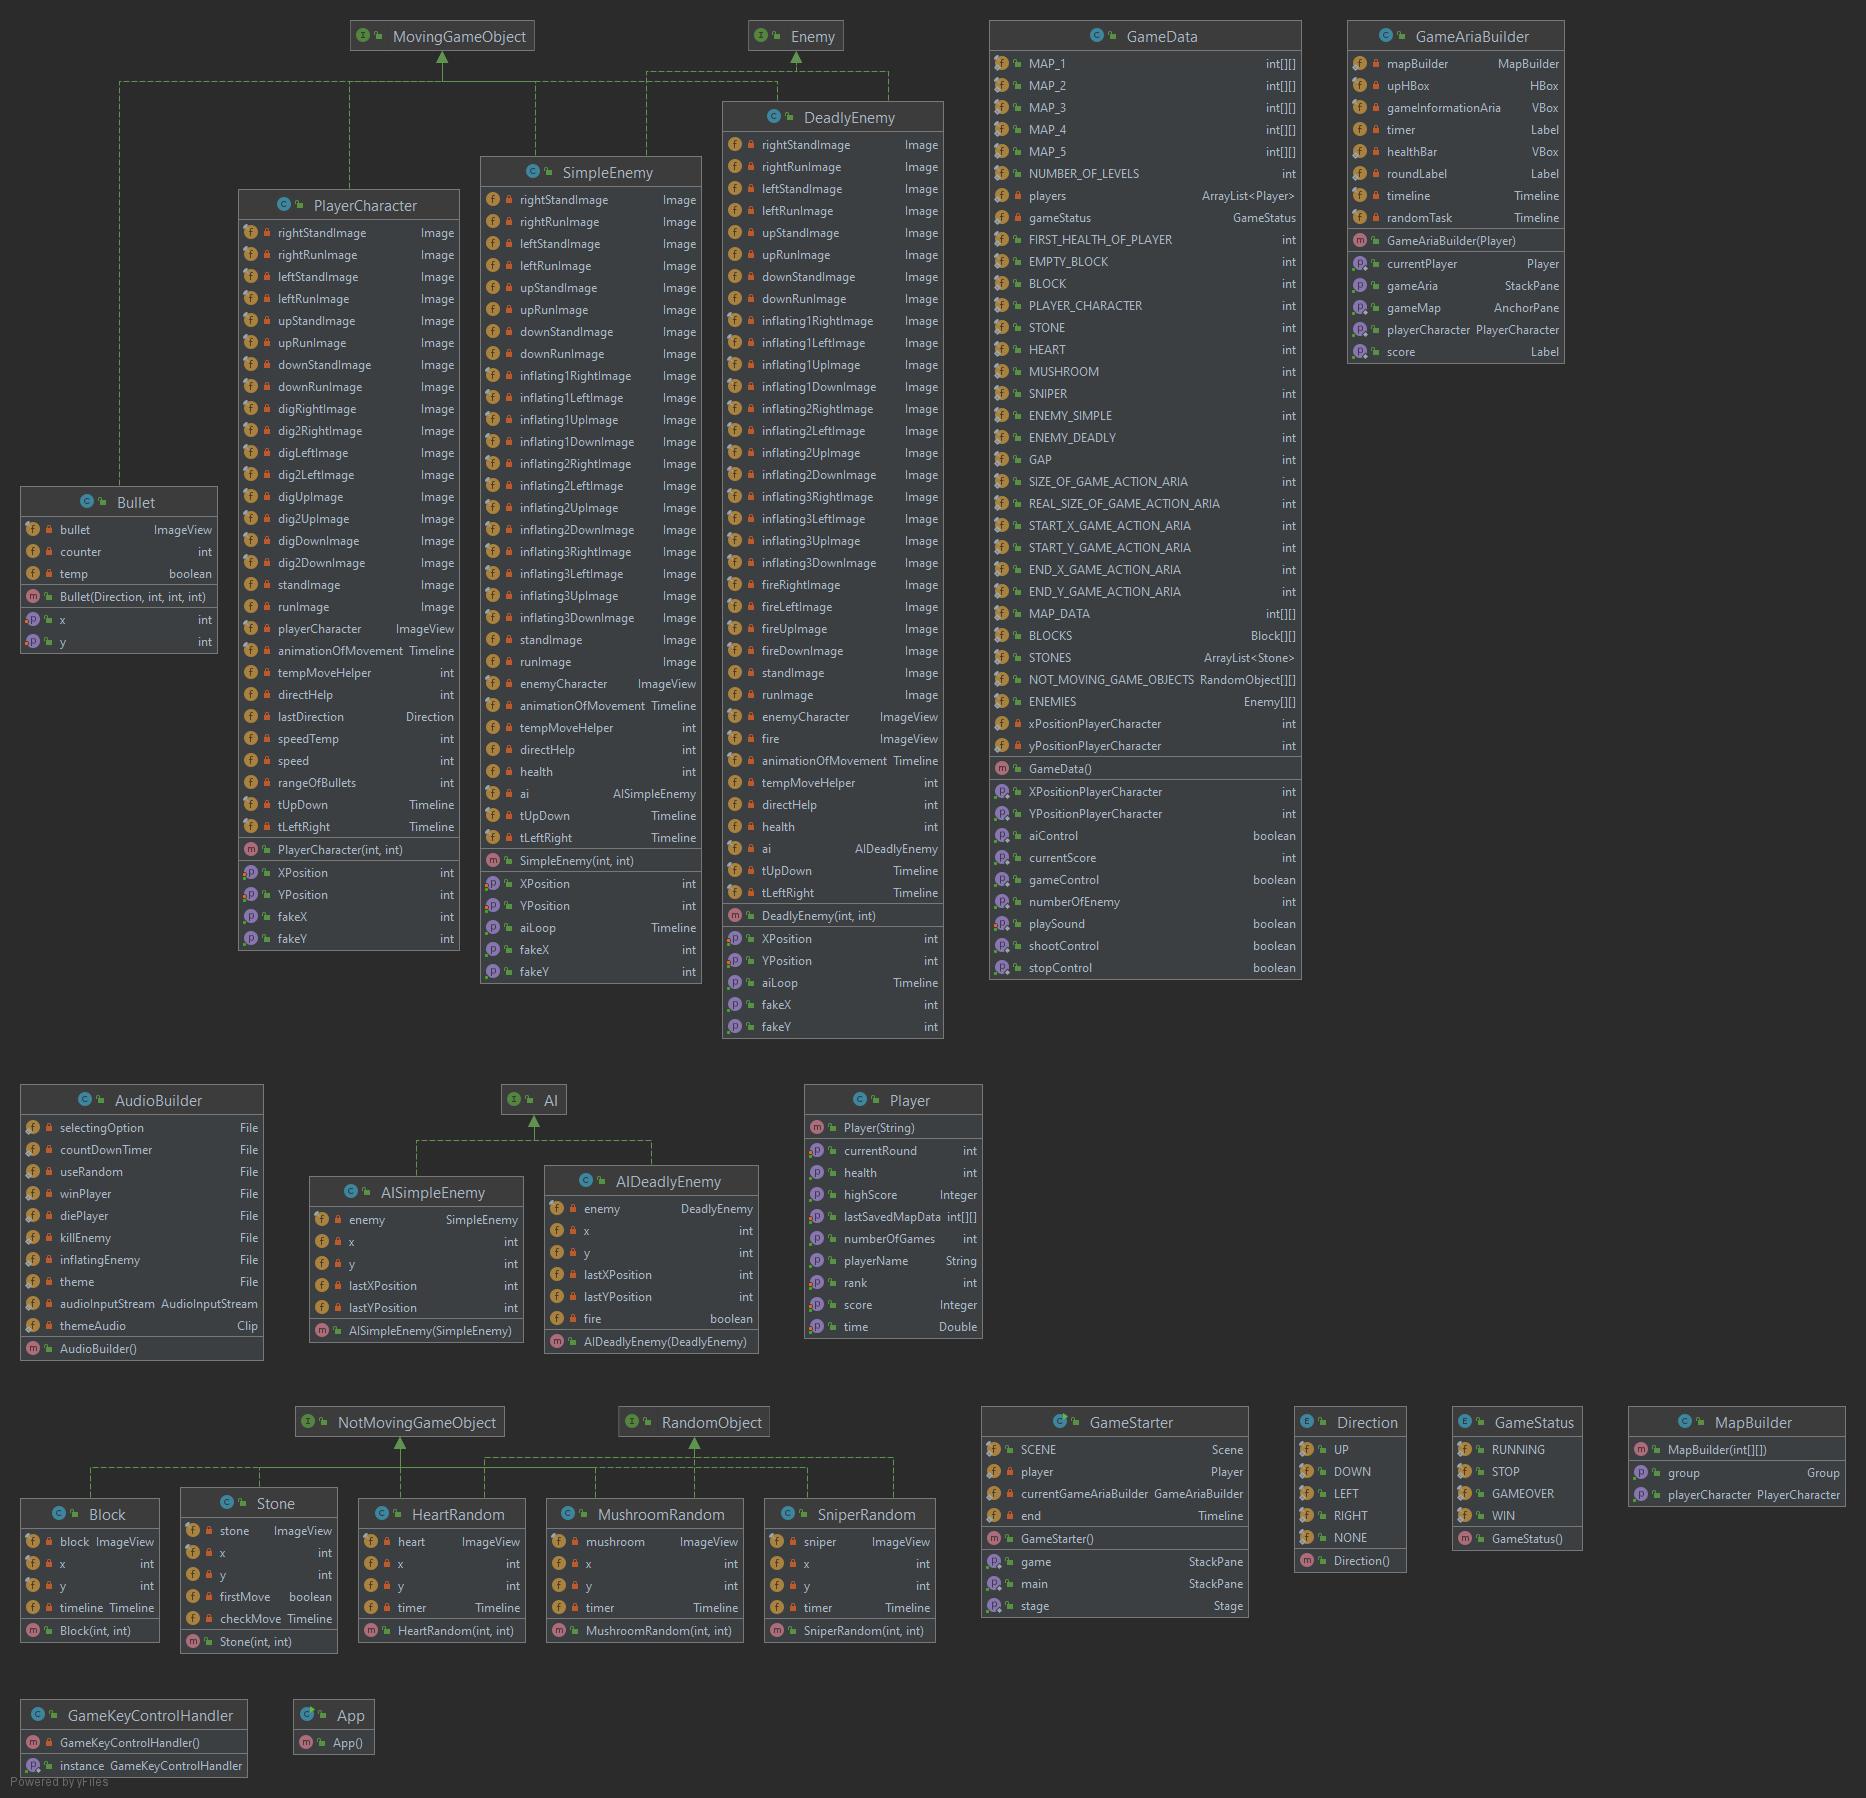 MovingGameObject
Enemy
GameData
MAP_1 int[][]
MAP_2 int[][]
MAP_3 int[][]
MAP_4 int[][]
MAP_5 int[][]
NUMBER_OF_LEVELS int
players ArrayList<Player>
gameStatus GameStatus
FIRST_HEALTH_OF_PLAYER int
EMPTY_BLOCK int
BLOCK int
PLAYER_CHARACTER int
STONE int
HEART int
MUSHROOM int
SNIPER int
ENEMY_SIMPLE int
ENEMY_DEADLY int
GAP int
SIZE_OF_GAME_ACTION_ARIA int
REAL_SIZE_OF_GAME_ACTION_ARIA int
START_X_GAME_ACTION_ARIA int
START_Y_GAME_ACTION_ARIA int
END_X_GAME_ACTION_ARIA int
END_Y_GAME_ACTION_ARIA int
MAP_DATA int[][]
BLOCKS Block[][]
STONES ArrayList<Stone>
NOT_MOVING_GAME_OBJECTS RandomObject[][]
ENEMIES Enemy[][]
xPositionPlayerCharacter int
yPositionPlayerCharacter int
GameData()
XPositionPlayerCharacter int
YPositionPlayerCharacter int
aiControl boolean
currentScore int
gameControl boolean
numberOfEnemy int
playSound boolean
shootControl boolean
stopControl boolean
GameAriaBuilder
mapBuilder MapBuilder
upHBox HBox
gameInformationAria VBox
timer Label
healthBar VBox
roundLabel Label
timeline Timeline
randomTask Timeline
GameAriaBuilder(Player)
currentPlayer Player
gameAria StackPane
gameMap AnchorPane
playerCharacter PlayerCharacter
score Label
DeadlyEnemy
rightStandImage Image
rightRunImage Image
leftStandImage Image
leftRunImage Image
upStandImage Image
upRunImage Image
downStandImage Image
downRunImage Image
inflating1RightImage Image
inflating1LeftImage Image
inflating1UpImage Image
inflating1DownImage Image
inflating2RightImage Image
inflating2LeftImage Image
inflating2UpImage Image
inflating2DownImage Image
inflating3RightImage Image
inflating3LeftImage Image
inflating3UpImage Image
inflating3DownImage Image
fireRightImage Image
fireLeftImage Image
fireUpImage Image
fireDownImage Image
standImage Image
runImage Image
enemyCharacter ImageView
fire ImageView
animationOfMovement Timeline
tempMoveHelper int
directHelp int
health int
ai AIDeadlyEnemy
tUpDown Timeline
tLeftRight Timeline
DeadlyEnemy(int, int)
XPosition int
YPosition int
aiLoop Timeline
fakeX int
fakeY int
SimpleEnemy
rightStandImage Image
rightRunImage Image
leftStandImage Image
leftRunImage Image
upStandImage Image
upRunImage Image
downStandImage Image
downRunImage Image
inflating1RightImage Image
inflating1LeftImage Image
inflating1UpImage Image
inflating1DownImage Image
inflating2RightImage Image
inflating2LeftImage Image
inflating2UpImage Image
inflating2DownImage Image
inflating3RightImage Image
inflating3LeftImage Image
inflating3UpImage Image
inflating3DownImage Image
standImage Image
runImage Image
enemyCharacter ImageView
animationOfMovement Timeline
tempMoveHelper int
directHelp int
health int
ai AISimpleEnemy
tUpDown Timeline
tLeftRight Timeline
SimpleEnemy(int, int)
XPosition int
YPosition int
aiLoop Timeline
fakeX int
fakeY int
PlayerCharacter
rightStandImage Image
rightRunImage Image
leftStandImage Image
leftRunImage Image
upStandImage Image
upRunImage Image
downStandImage Image
downRunImage Image
digRightImage Image
dig2RightImage Image
digLeftImage Image
dig2LeftImage Image
digUpImage Image
dig2UpImage Image
digDownImage Image
dig2DownImage Image
standImage Image
runImage Image
playerCharacter ImageView
animationOfMovement Timeline
tempMoveHelper int
directHelp int
lastDirection Direction
speedTemp int
speed int
rangeOfBullets int
tUpDown Timeline
tLeftRight Timeline
PlayerCharacter(int, int)
XPosition int
YPosition int
fakeX int
fakeY int
Bullet
bullet ImageView
counter int
temp boolean
Bullet(Direction, int, int, int)
x int
y int
AudioBuilder
selectingOption File
countDownTimer File
useRandom File
winPlayer File
diePlayer File
killEnemy File
inflatingEnemy File
theme File
audioInputStream AudioInputStream
themeAudio Clip
AudioBuilder()
AI
AISimpleEnemy
enemy SimpleEnemy
x int
y int
lastXPosition int
lastYPosition int
AISimpleEnemy(SimpleEnemy)
AIDeadlyEnemy
enemy DeadlyEnemy
x int
y int
lastXPosition int
lastYPosition int
fire boolean
AIDeadlyEnemy(DeadlyEnemy)
Player
Player(String)
currentRound int
health int
highScore Integer
lastSavedMapData int[][]
numberOfGames int
playerName String
rank int
score Integer
time Double
NotMovingGameObject
RandomObject
Block
block ImageView
x int
y int
timeline Timeline
Block(int, int)
Stone
stone ImageView
x int
y int
firstMove boolean
checkMove Timeline
Stone(int, int)
HeartRandom
heart ImageView
x int
y int
timer Timeline
HeartRandom(int, int)
MushroomRandom
mushroom ImageView
x int
y int
timer Timeline
MushroomRandom(int, int)
SniperRandom
sniper ImageView
x int
y int
timer Timeline
SniperRandom(int, int)
GameStarter
SCENE Scene
player Player
currentGameAriaBuilder GameAriaBuilder
end Timeline
GameStarter()
game StackPane
main StackPane
stage Stage
Direction
UP
DOWN
LEFT
RIGHT
NONE
Direction()
GameStatus
RUNNING
STOP
GAMEOVER
WIN
GameStatus()
MapBuilder
MapBuilder(int[][])
group Group
playerCharacter PlayerCharacter
GameKeyControlHandler
GameKeyControlHandler()
instance GameKeyControlHandler
App
App()
Powered by yFiles